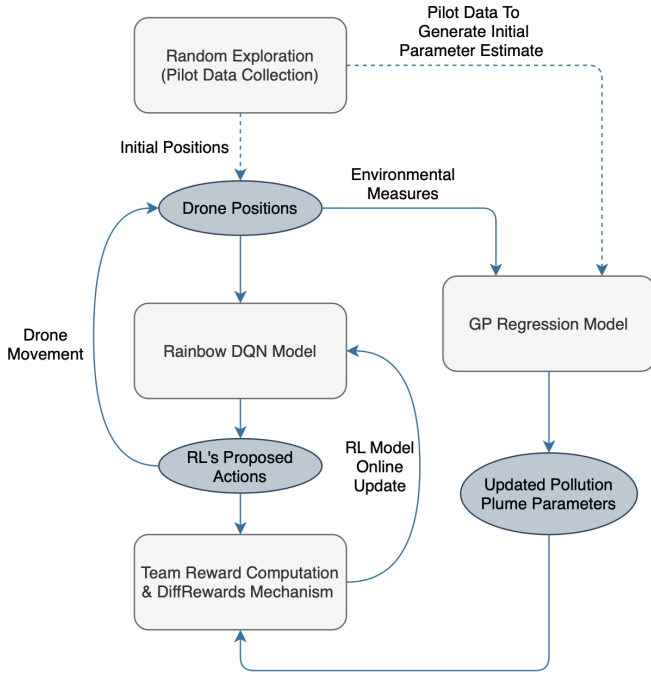 Pilot Data To
Generate Initial
Parameter Estimate
Random Exploration
(Pilot Data Collection)
Initial Positions
Environmental
Measures
Drone Positions
GP Regression Model
Drone
Movement
Rainbow DQN Model
RL's Proposed
Actions
RL Model
Online
Update
Updated Pollution
Plume Parameters
Team Reward Computation
& DiffRewards Mechanism